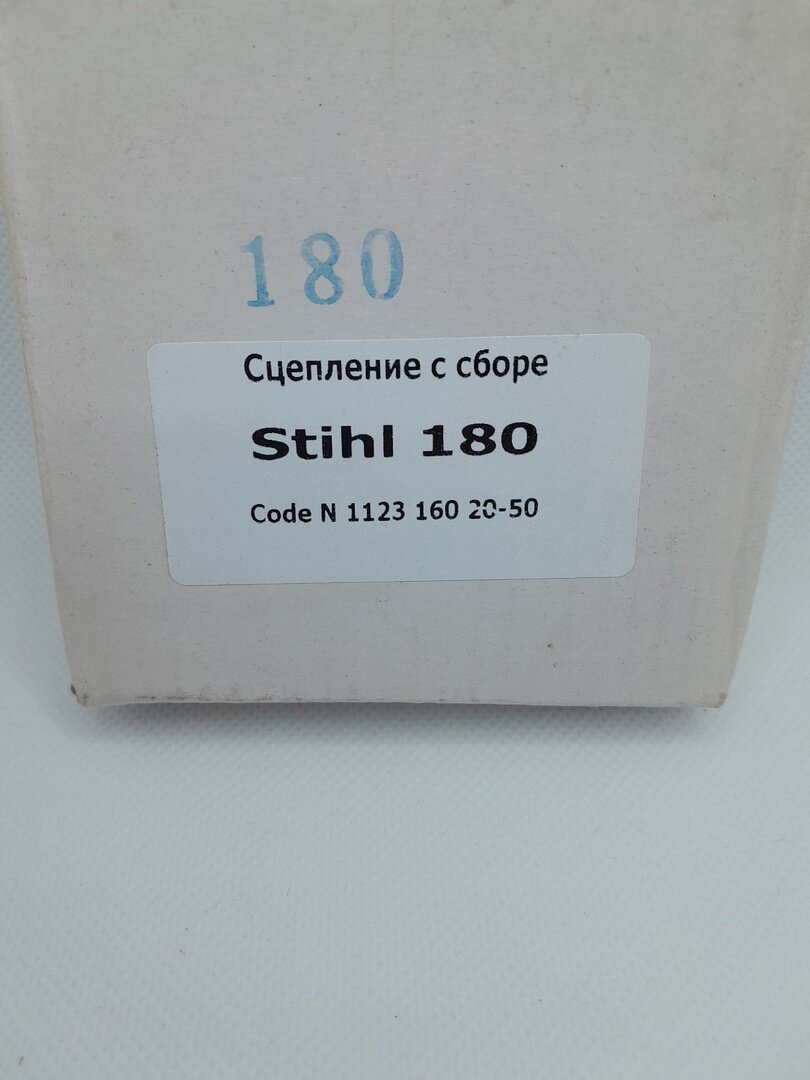 180
Сцепление с сборе
Stihl 180
Code N 1123 160 20-50